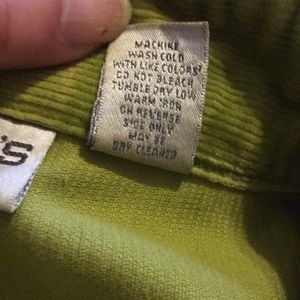 MACHINE
WASH COLD
WITH LIKE COLORS
DO NOT BLEACH
TUMBLE DRY LOW
WARM IRON
ON REVERSE
SIDE ONLY
MAY BE
DRY CLEANED
'S